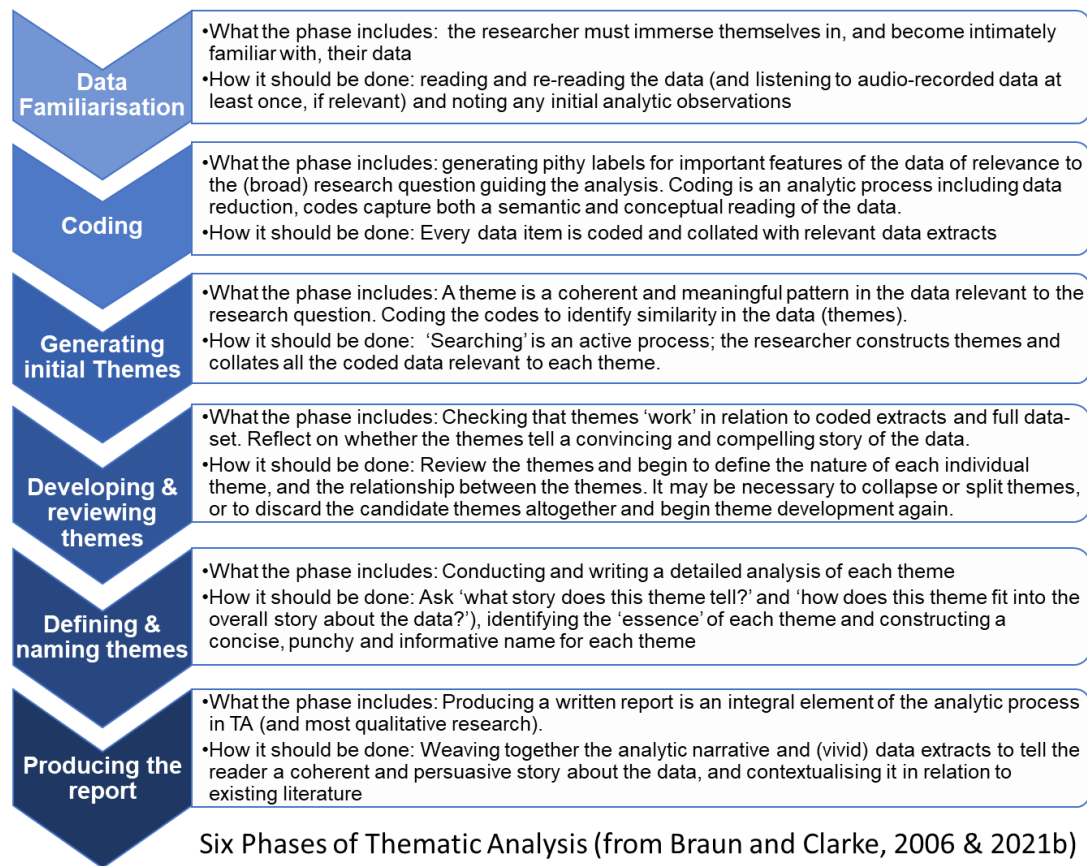 Data
Familiarisation
•What the phase includes:  the researcher must immerse themselves in, and become intimately
familiar with, their data
•How it should be done: reading and re-reading the data (and listening to audio-recorded data at
least once, if relevant) and noting any initial analytic observations
Coding
•What the phase includes: generating pithy labels for important features of the data of relevance to
the (broad) research question guiding the analysis. Coding is an analytic process including data
reduction, codes capture both a semantic and conceptual reading of the data.
•How it should be done: Every data item is coded and collated with relevant data extracts
Generating
initial Themes
•What the phase includes: A theme is a coherent and meaningful pattern in the data relevant to the
research question. Coding the codes to identify similarity in the data (themes).
•How it should be done:  ‘Searching’ is an active process; the researcher constructs themes and
collates all the coded data relevant to each theme.
Developing &
reviewing
themes
•What the phase includes: Checking that themes ‘work’ in relation to coded extracts and full data-
set. Reflect on whether the themes tell a convincing and compelling story of the data.
•How it should be done: Review the themes and begin to define the nature of each individual
theme, and the relationship between the themes. It may be necessary to collapse or split themes,
or to discard the candidate themes altogether and begin theme development again.
Defining &
naming themes
•What the phase includes: Conducting and writing a detailed analysis of each theme
•How it should be done: Ask ‘what story does this theme tell?’ and ‘how does this theme fit into the
overall story about the data?’), identifying the ‘essence’ of each theme and constructing a
concise, punchy and informative name for each theme
Producing the
report
•What the phase includes: Producing a written report is an integral element of the analytic process
in TA (and most qualitative research).
•How it should be done: Weaving together the analytic narrative and (vivid) data extracts to tell the
reader a coherent and persuasive story about the data, and contextualising it in relation to
existing literature
Six Phases of Thematic Analysis (from Braun and Clarke, 2006 & 2021b)